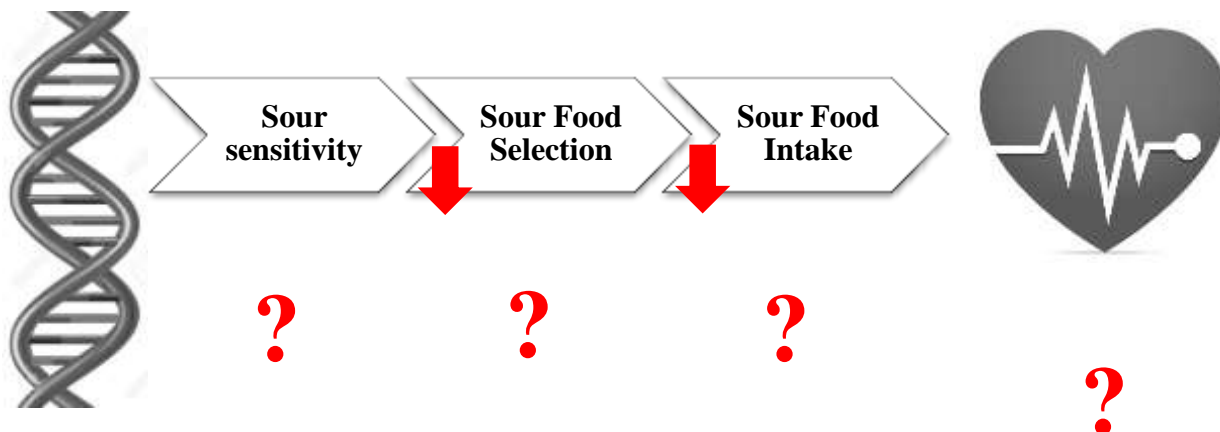 Sour
sensitivity
Sour Food
Selection
Sour Food
Intake
?
?
?
?